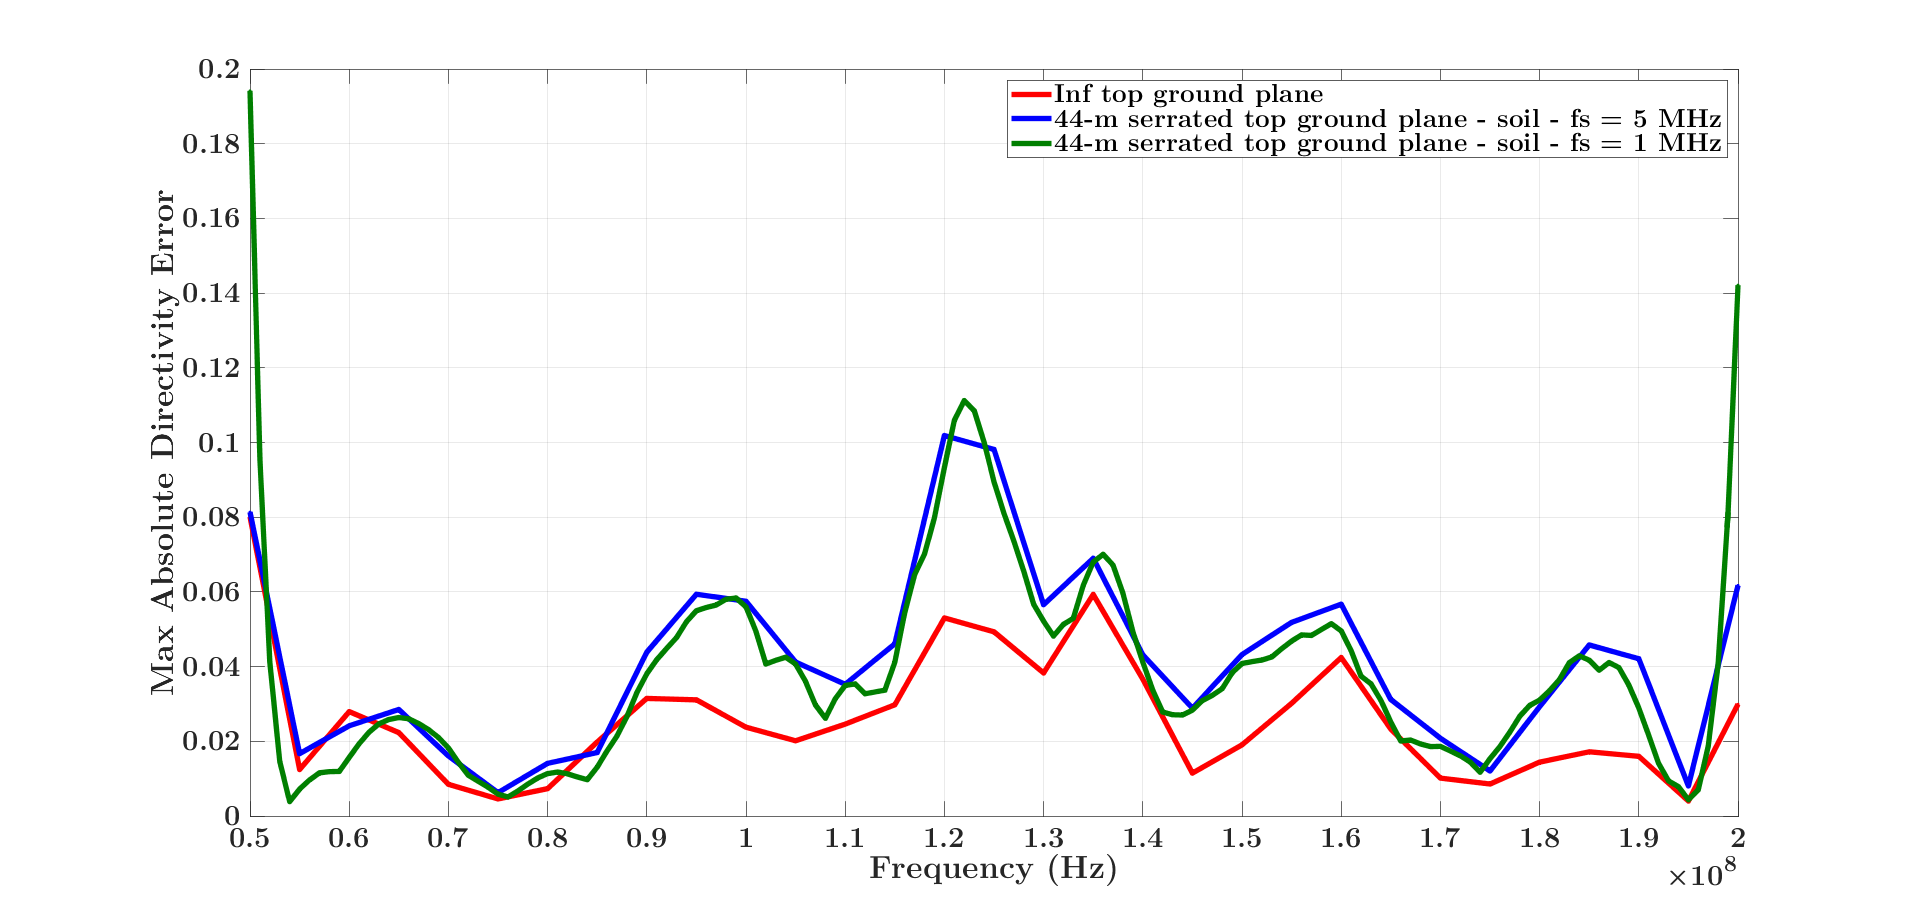 Inf top ground plane
44-m serrated top ground plane - soil - fs = 5 MHz
44-m serrated top ground plane - soil - fs = 1 MHz
Max Absolute Directivity Error
0.2
0.18
0.16
0.14
0.12
0.1
0.08
0.06
0.04
0.02
0
0.5 0.6 0.7 0.8 0.9 1 1.1 1.2 1.3 1.4 1.5 1.6 1.7 1.8 1.9 2
Frequency (Hz)
×10⁸